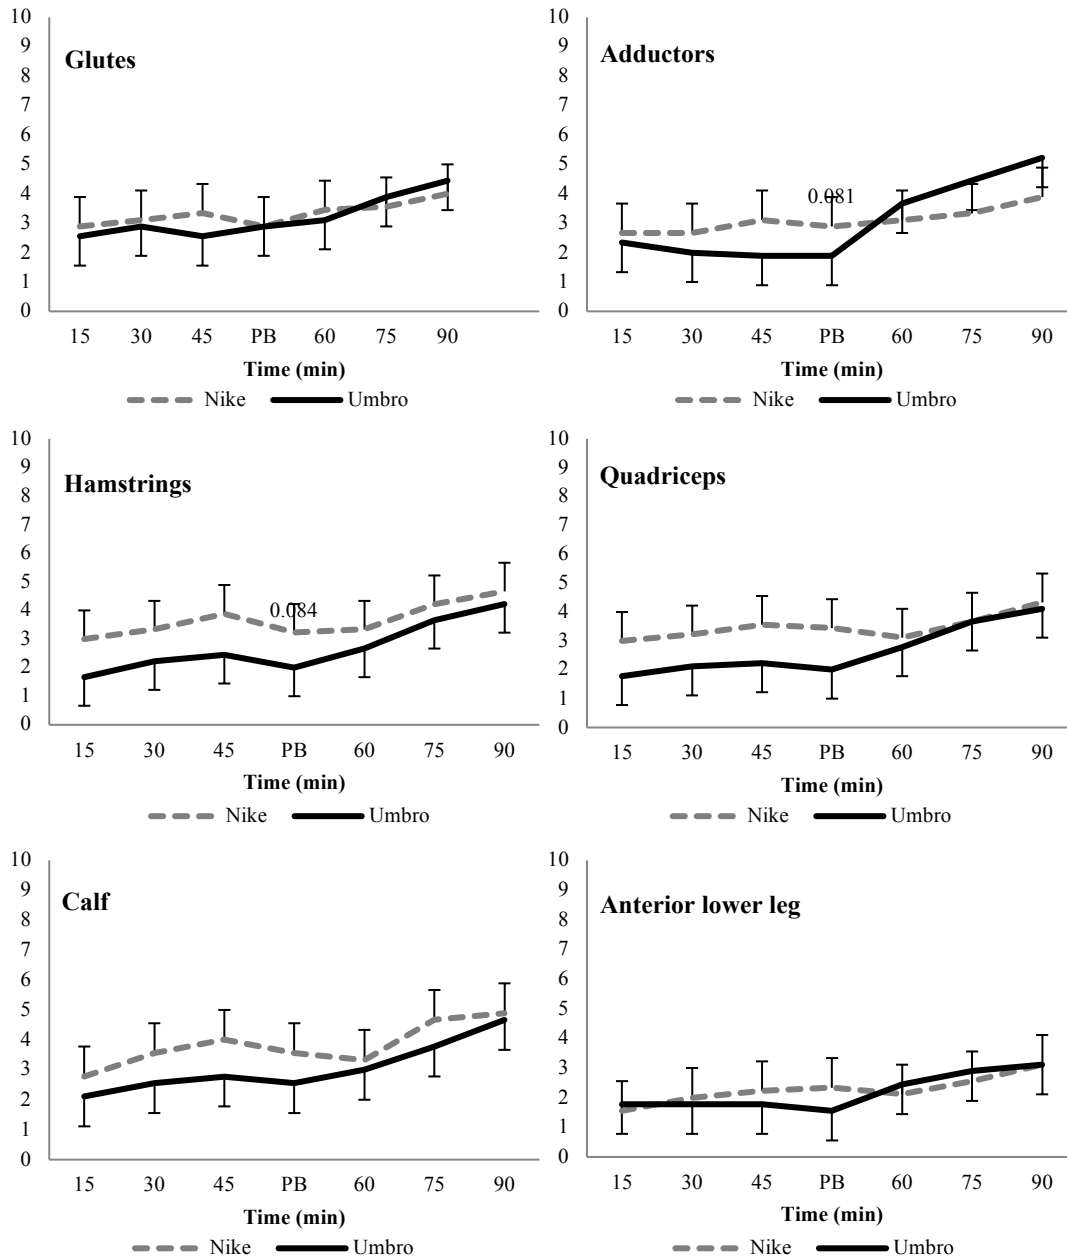 Glutes
10
9
8
7
6
5
4
3
2
1
0
15 30 45 PB 60 75 90
Time (min)
Nike Umbro
Adductors
10
9
8
7
6
5
4
3
2
1
0
0.081
15 30 45 PB 60 75 90
Time (min)
Nike Umbro
Hamstrings
10
9
8
7
6
5
4
3
2
1
0
0.084
15 30 45 PB 60 75 90
Time (min)
Nike Umbro
Quadriceps
10
9
8
7
6
5
4
3
2
1
0
15 30 45 PB 60 75 90
Time (min)
Nike Umbro
Calf
10
9
8
7
6
5
4
3
2
1
0
15 30 45 PB 60 75 90
Time (min)
Nike Umbro
Anterior lower leg
10
9
8
7
6
5
4
3
2
1
0
15 30 45 PB 60 75 90
Time (min)
Nike Umbro